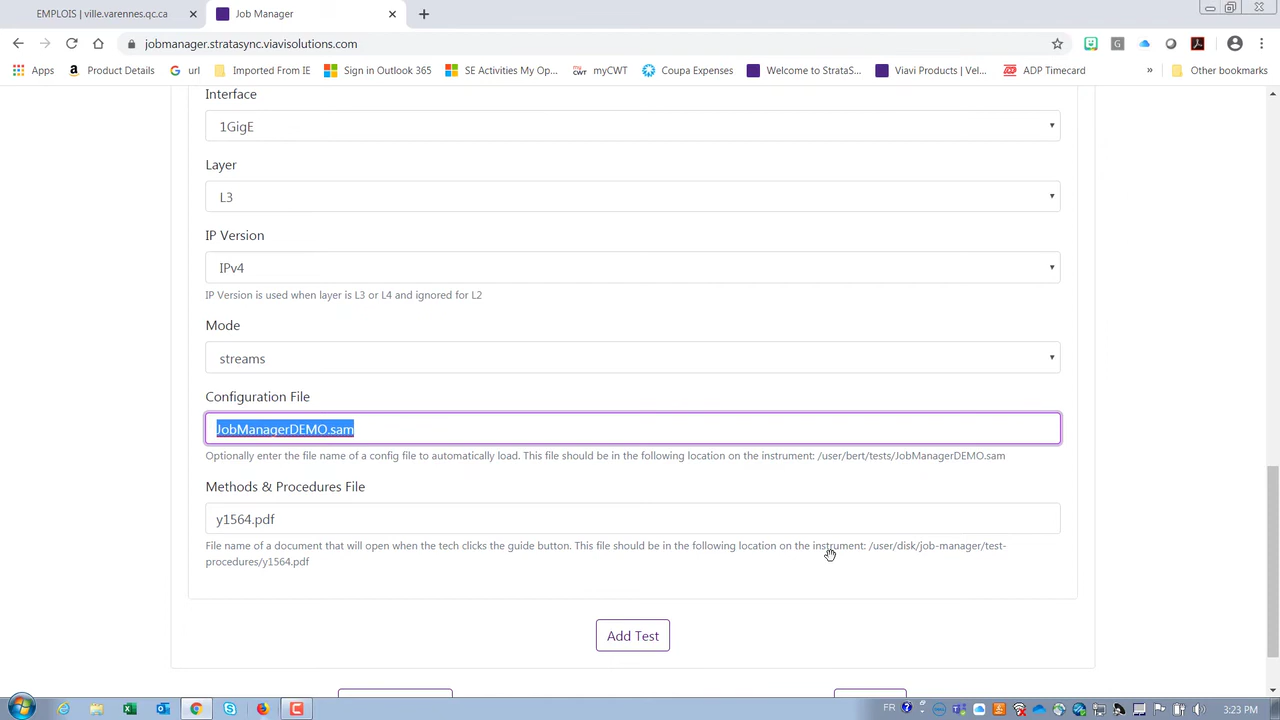 EMPLOIS | ville.varennes.qc.ca
Job Manager
jobmanager.stratasync.viavisolutions.com
Apps
Product Details
url
Imported From IE
Sign in Outlook 365
SE Activities My Op...
myCWT
Coupa Expenses
Welcome to StrataS...
Viavi Products | Vel...
ADP Timecard
»
Other bookmarks
Interface
1GigE
Layer
L3
IP Version
IPv4
IP Version is used when layer is L3 or L4 and ignored for L2
Mode
streams
Configuration File
JobManagerDEMO.sam
Optionally enter the file name of a config file to automatically load. This file should be in the following location on the instrument: /user/bert/tests/JobManagerDEMO.sam
Methods & Procedures File
y1564.pdf
File name of a document that will open when the tech clicks the guide button. This file should be in the following location on the instrument: /user/disk/job-manager/test-
procedures/y1564.pdf
Add Test
FR
3:23 PM